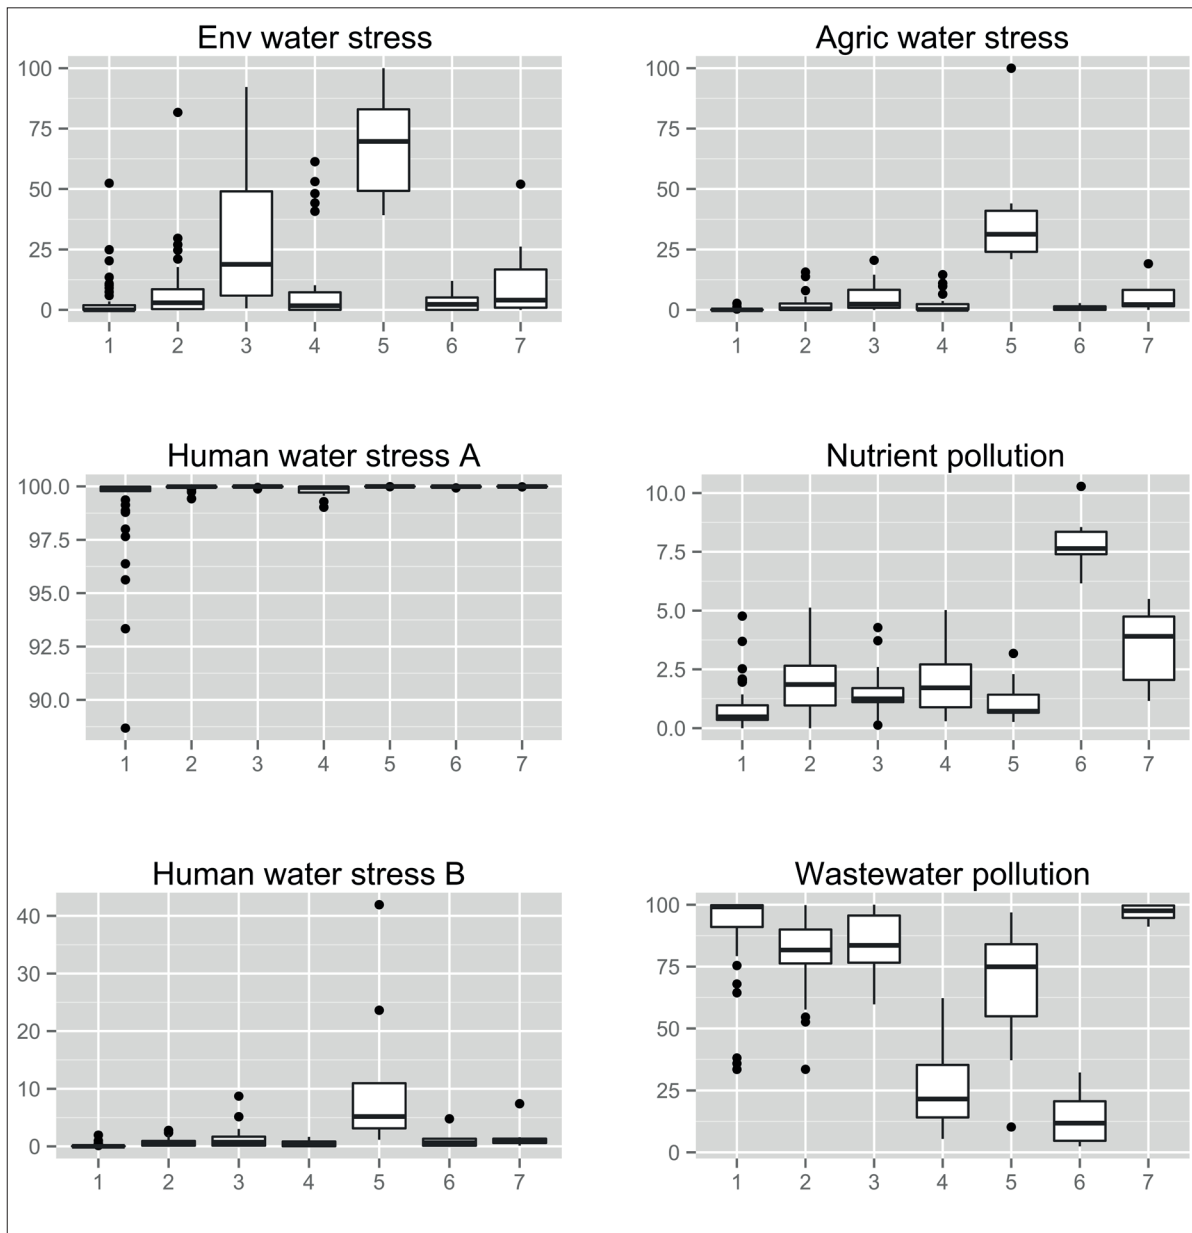 Env water stress
100
75
50
25
0
1 2 3 4 5 6 7
Agric water stress
100
75
50
25
0
1 2 3 4 5 6 7
Human water stress A
100.0
97.5
95.0
92.5
90.0
1 2 3 4 5 6 7
Nutrient pollution
10.0
7.5
5.0
2.5
0.0
1 2 3 4 5 6 7
Human water stress B
40
30
20
10
0
1 2 3 4 5 6 7
Wastewater pollution
100
75
50
25
0
1 2 3 4 5 6 7